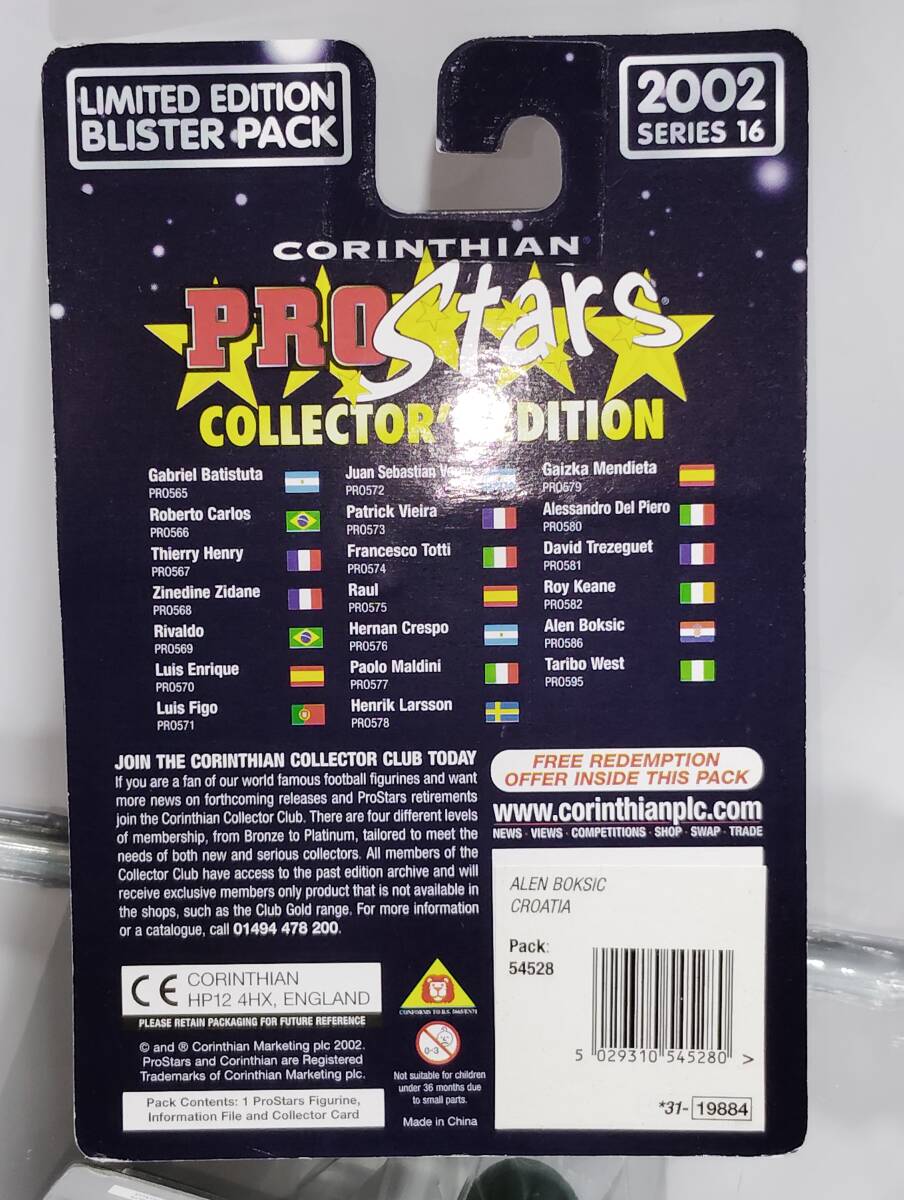 LIMITED EDITION
BLISTER PACK
2002
SERIES 16
CORINTHIAN
PRO Stars
COLLECTOR' EDITION
Gabriel Batistuta
PRO565
Roberto Carlos
PRO566
Thierry Henry
PRO567
Zinedine Zidane
PRO568
Rivaldo
PRO569
Luis Enrique
PRO570
Luis Figo
PRO571
Juan Sebastian
PRO572
Patrick Vieira
PRO573
Francesco Totti
PRO574
Raul
PRO575
Hernan Crespo
PRO576
Paolo Maldini
PRO577
Henrik Larsson
PRO578
Gaizka Mendieta
PRO579
Alessandro Del Piero
PRO580
David Trezeguet
PRO581
Roy Keane
PRO582
Alen Boksic
PRO586
Taribo West
PRO595
JOIN THE CORINTHIAN COLLECTOR CLUB TODAY
If you are a fan of our world famous football figurines and want
more news on forthcoming releases and ProStars retirements
join the Corinthian Collector Club. There are four different levels
of membership, from Bronze to Platinum, tailored to meet the
needs of both new and serious collectors. All members of the
Collector Club have access to the past edition archive and will
receive exclusive members only product that is not available in
the shops, such as the Club Gold range. For more information
or a catalogue, call 01494 478 200.
FREE REDEMPTION
OFFER INSIDE THIS PACK
www.corinthianplc.com
NEWS · VIEWS · COMPETITIONS · SHOP · SWAP · TRADE
ALEN BOKSIC
CROATIA
Pack:
54528
5 029310 545280 >
*31- 19884
CE CORINTHIAN
HP12 4HX, ENGLAND
PLEASE RETAIN PACKAGING FOR FUTURE REFERENCE
© and ® Corinthian Marketing plc 2002.
ProStars and Corinthian are Registered
Trademarks of Corinthian Marketing plc.
Pack Contents: 1 ProStars Figurine,
Information File and Collector Card
CONFORMS TO B.S. 5665/EN71
0-3
Not suitable for children
under 36 months due
to small parts.
Made in China